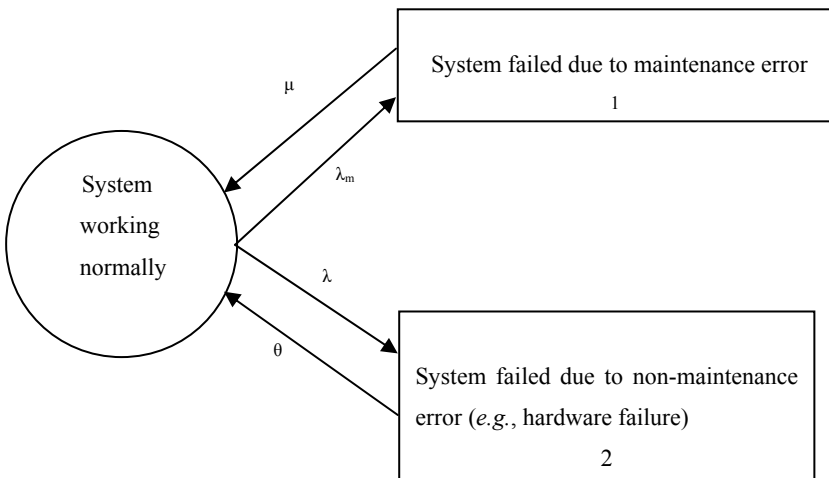 System failed due to maintenance error
1
μ
System
working
normally
λm
λ
θ
System failed due to non-maintenance
error (e.g., hardware failure)
2